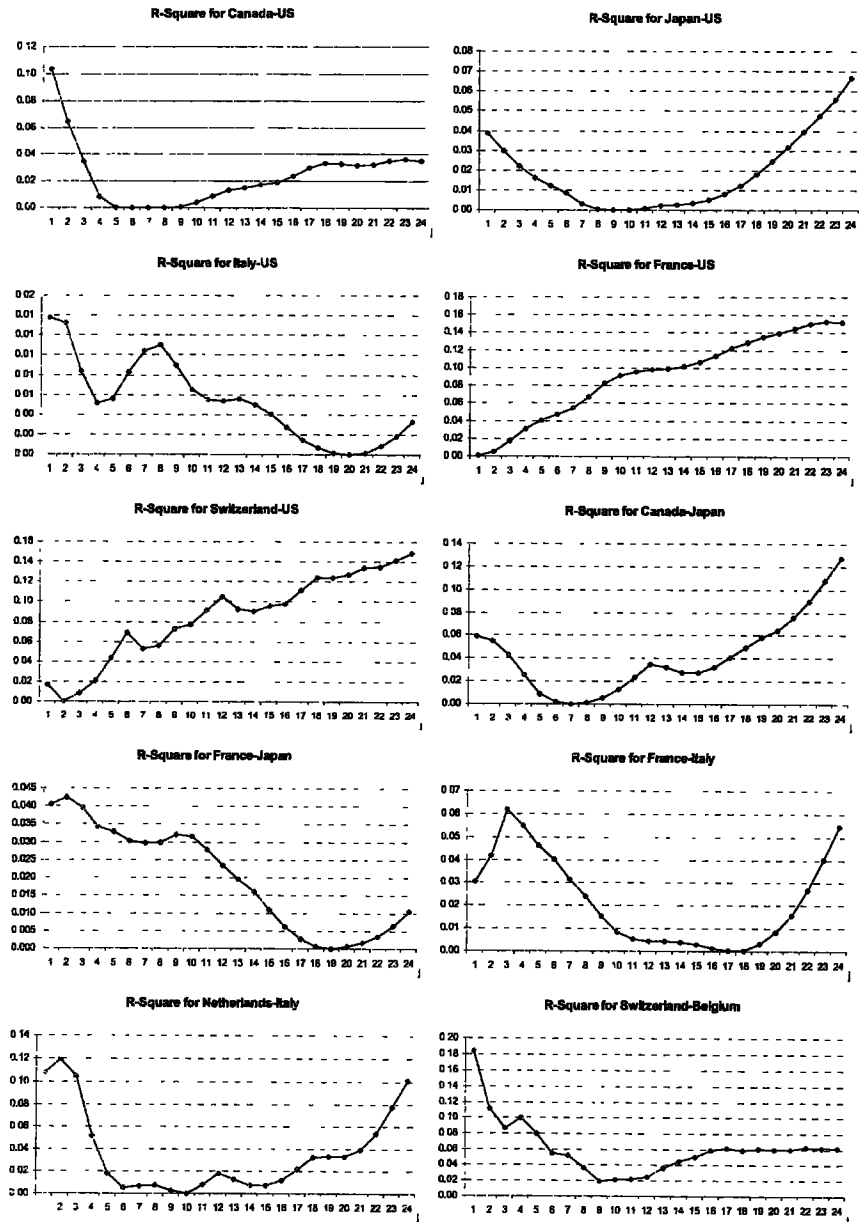 R-Square for Canada-US
0.12
0.10
0.08
0.06
0.04
0.02
0.00
1 2 3 4 5 6 7 8 9 10 11 12 13 14 15 16 17 18 19 20 21 22 23 24
j
R-Square for Japan-US
0.08
0.07
0.06
0.05
0.04
0.03
0.02
0.01
0.00
1 2 3 4 5 6 7 8 9 10 11 12 13 14 15 16 17 18 19 20 21 22 23 24
j
R-Square for Italy-US
0.02
0.01
0.01
0.01
0.01
0.01
0.00
0.00
0.00
1 2 3 4 5 6 7 8 9 10 11 12 13 14 15 16 17 18 19 20 21 22 23 24
j
R-Square for France-US
0.18
0.16
0.14
0.12
0.10
0.08
0.06
0.04
0.02
0.00
1 2 3 4 5 6 7 8 9 10 11 12 13 14 15 16 17 18 19 20 21 22 23 24
j
R-Square for Switzerland-US
0.16
0.14
0.12
0.10
0.08
0.06
0.04
0.02
0.00
1 2 3 4 5 6 7 8 9 10 11 12 13 14 15 16 17 18 19 20 21 22 23 24
j
R-Square for Canada-Japan
0.14
0.12
0.10
0.08
0.06
0.04
0.02
0.00
1 2 3 4 5 6 7 8 9 10 11 12 13 14 15 16 17 18 19 20 21 22 23 24
j
R-Square for France-Japan
0.045
0.040
0.035
0.030
0.025
0.020
0.015
0.010
0.005
0.000
1 2 3 4 5 6 7 8 9 10 11 12 13 14 15 16 17 18 19 20 21 22 23 24
j
R-Square for France-Italy
0.07
0.06
0.05
0.04
0.03
0.02
0.01
0.00
1 2 3 4 5 6 7 8 9 10 11 12 13 14 15 16 17 18 19 20 21 22 23 24
j
R-Square for Netherlands-Italy
0.14
0.12
0.10
0.08
0.06
0.04
0.02
0.00
2 3 4 5 6 7 8 9 10 11 12 13 14 15 16 17 18 19 20 21 22 23 24
j
R-Square for Switzerland-Belgium
0.20
0.18
0.16
0.14
0.12
0.10
0.08
0.06
0.04
0.02
0.00
1 2 3 4 5 6 7 8 9 10 11 12 13 14 15 16 17 18 19 20 21 22 23 24
j